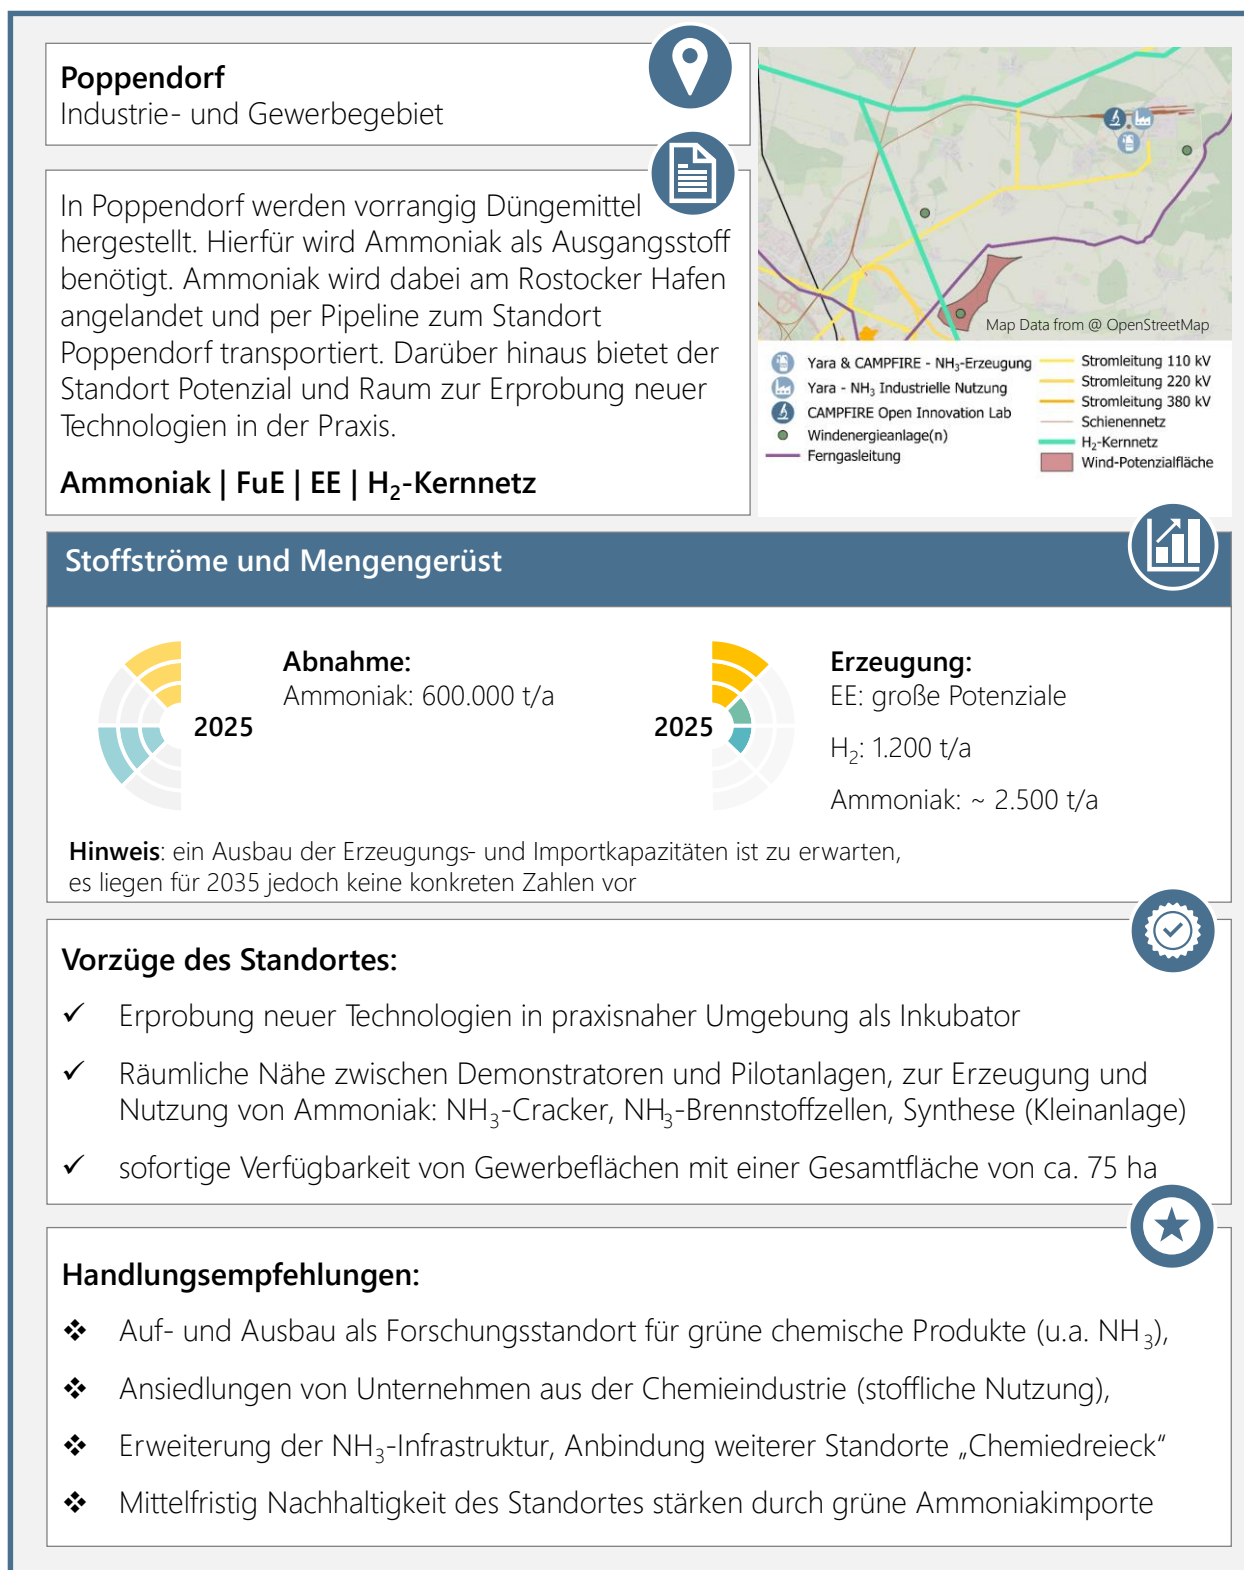 Poppendorf
Industrie- und Gewerbegebiet
In Poppendorf werden vorrangig Düngemittel
hergestellt. Hierfür wird Ammoniak als Ausgangsstoff
benötigt. Ammoniak wird dabei am Rostocker Hafen
angelandet und per Pipeline zum Standort
Poppendorf transportiert. Darüber hinaus bietet der
Standort Potenzial und Raum zur Erprobung neuer
Technologien in der Praxis.
Ammoniak | FuE | EE | H₂-Kernnetz
Map Data from @ OpenStreetMap
Yara & CAMPFIRE - NH₃-Erzeugung
Yara - NH₃ Industrielle Nutzung
CAMPFIRE Open Innovation Lab
Windenergieanlage(n)
Ferngasleitung
Stromleitung 110 kV
Stromleitung 220 kV
Stromleitung 380 kV
Schienennetz
H₂-Kernnetz
Wind-Potenzialfläche
Stoffströme und Mengengerüst
2025
Abnahme:
Ammoniak: 600.000 t/a
2025
Erzeugung:
EE: große Potenziale
H₂: 1.200 t/a
Ammoniak: ~ 2.500 t/a
Hinweis: ein Ausbau der Erzeugungs- und Importkapazitäten ist zu erwarten,
es liegen für 2035 jedoch keine konkreten Zahlen vor
Vorzüge des Standortes:
✓ Erprobung neuer Technologien in praxisnaher Umgebung als Inkubator
✓ Räumliche Nähe zwischen Demonstratoren und Pilotanlagen, zur Erzeugung und
Nutzung von Ammoniak: NH₃-Cracker, NH₃-Brennstoffzellen, Synthese (Kleinanlage)
✓ sofortige Verfügbarkeit von Gewerbeflächen mit einer Gesamtfläche von ca. 75 ha
Handlungsempfehlungen:
❖ Auf- und Ausbau als Forschungsstandort für grüne chemische Produkte (u.a. NH₃),
❖ Ansiedlungen von Unternehmen aus der Chemieindustrie (stoffliche Nutzung),
❖ Erweiterung der NH₃-Infrastruktur, Anbindung weiterer Standorte „Chemiedreieck“
❖ Mittelfristig Nachhaltigkeit des Standortes stärken durch grüne Ammoniakimporte